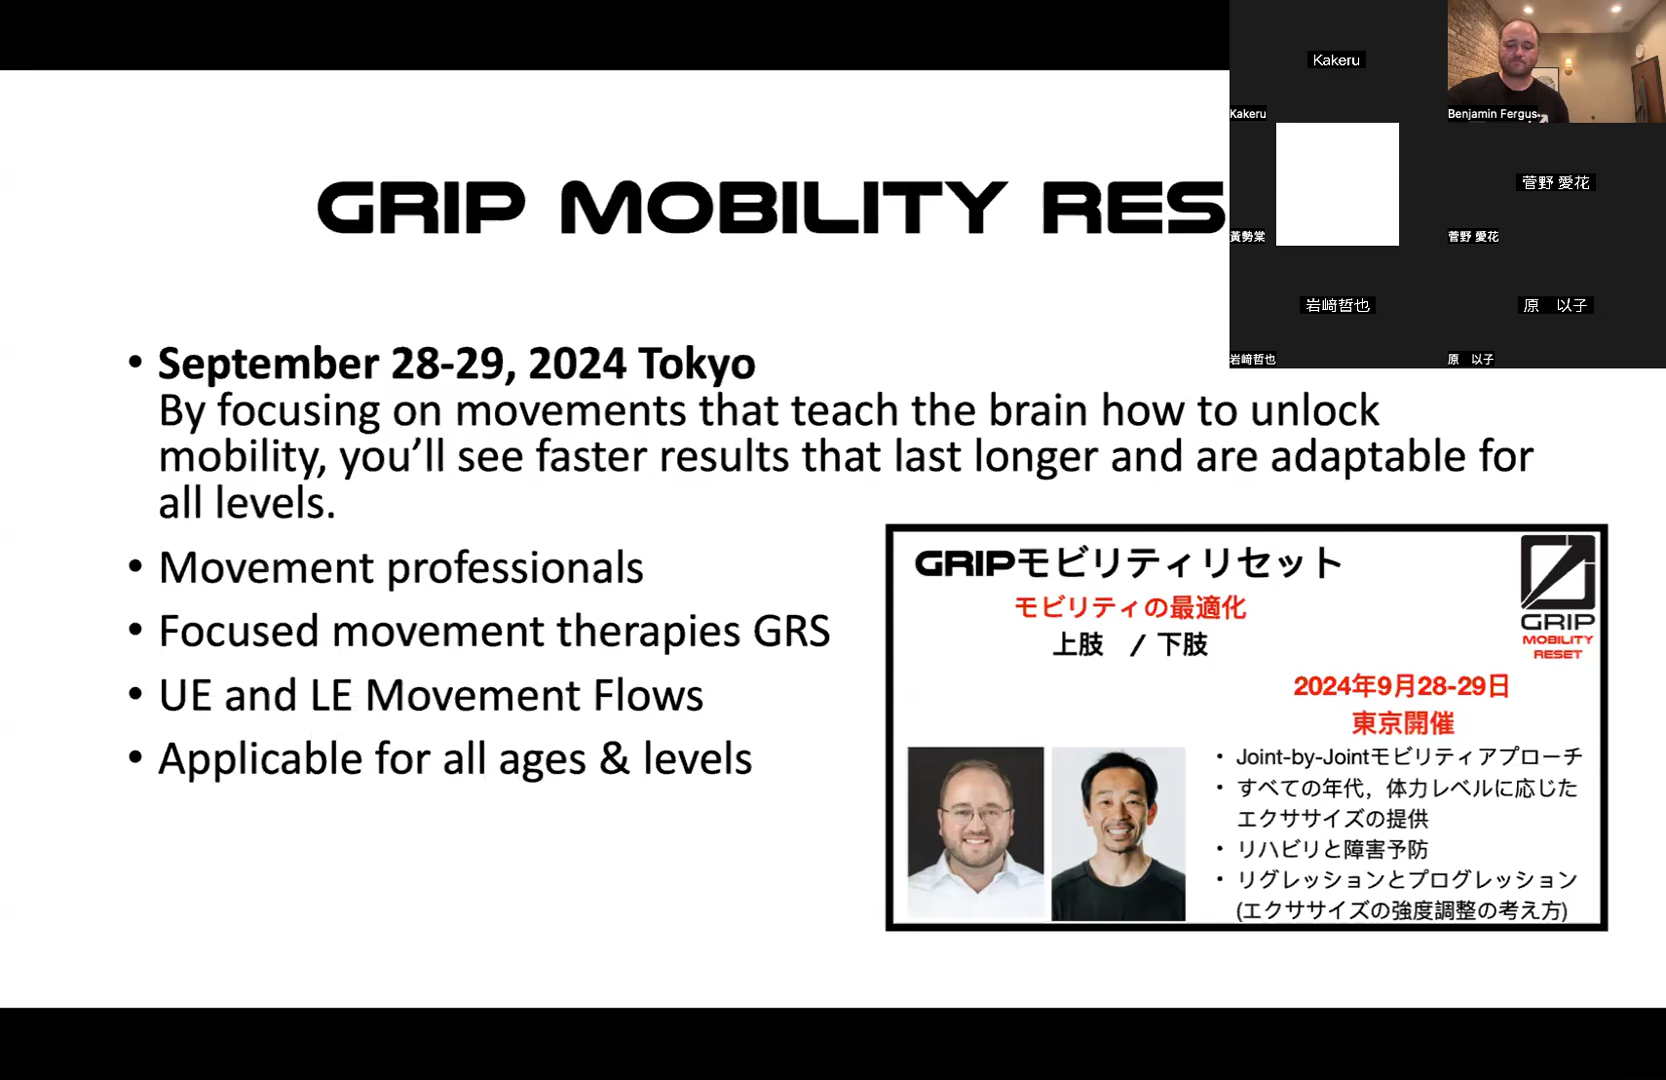 GRIP MOBILITY RES
• September 28-29, 2024 Tokyo
By focusing on movements that teach the brain how to unlock
mobility, you’ll see faster results that last longer and are adaptable for
all levels.
• Movement professionals
• Focused movement therapies GRS
• UE and LE Movement Flows
• Applicable for all ages & levels
GRIPモビリティリセット
モビリティの最適化
上肢 / 下肢
GRIP
MOBILITY
RESET
2024年9月28-29日
東京開催
• Joint-by-Jointモビリティアプローチ
• すべての年代，体力レベルに応じた
エクササイズの提供
• リハビリと障害予防
• リグレッションとプログレッション
(エクササイズの強度調整の考え方)
Kakeru
Kakeru
Benjamin Fergus
黃勢棠
菅野 愛花
菅野 愛花
岩﨑哲也
岩﨑哲也
原　以子
原　以子